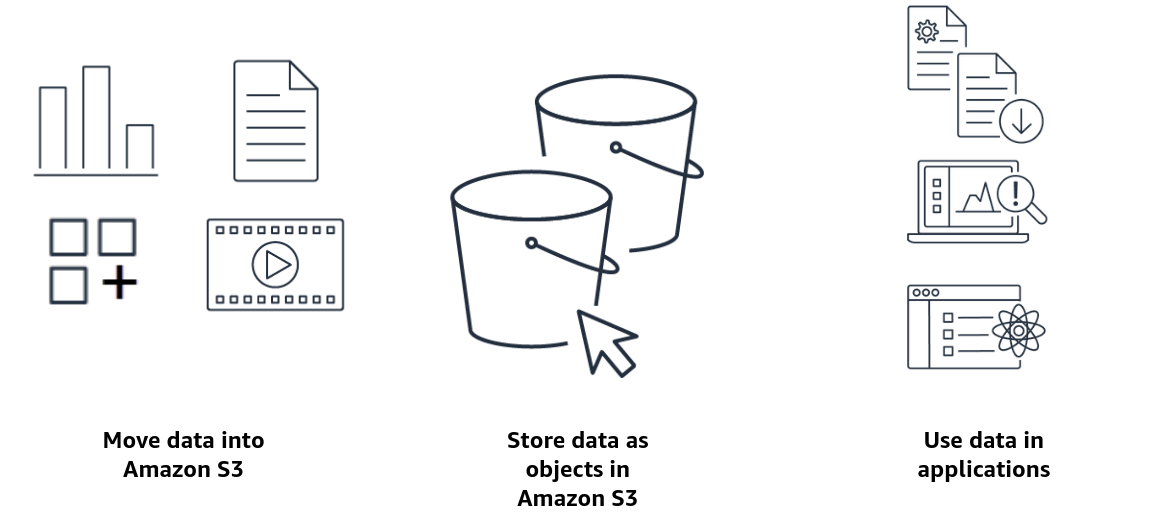 Move data into
Amazon S3
Store data as
objects in
Amazon S3
Use data in
applications